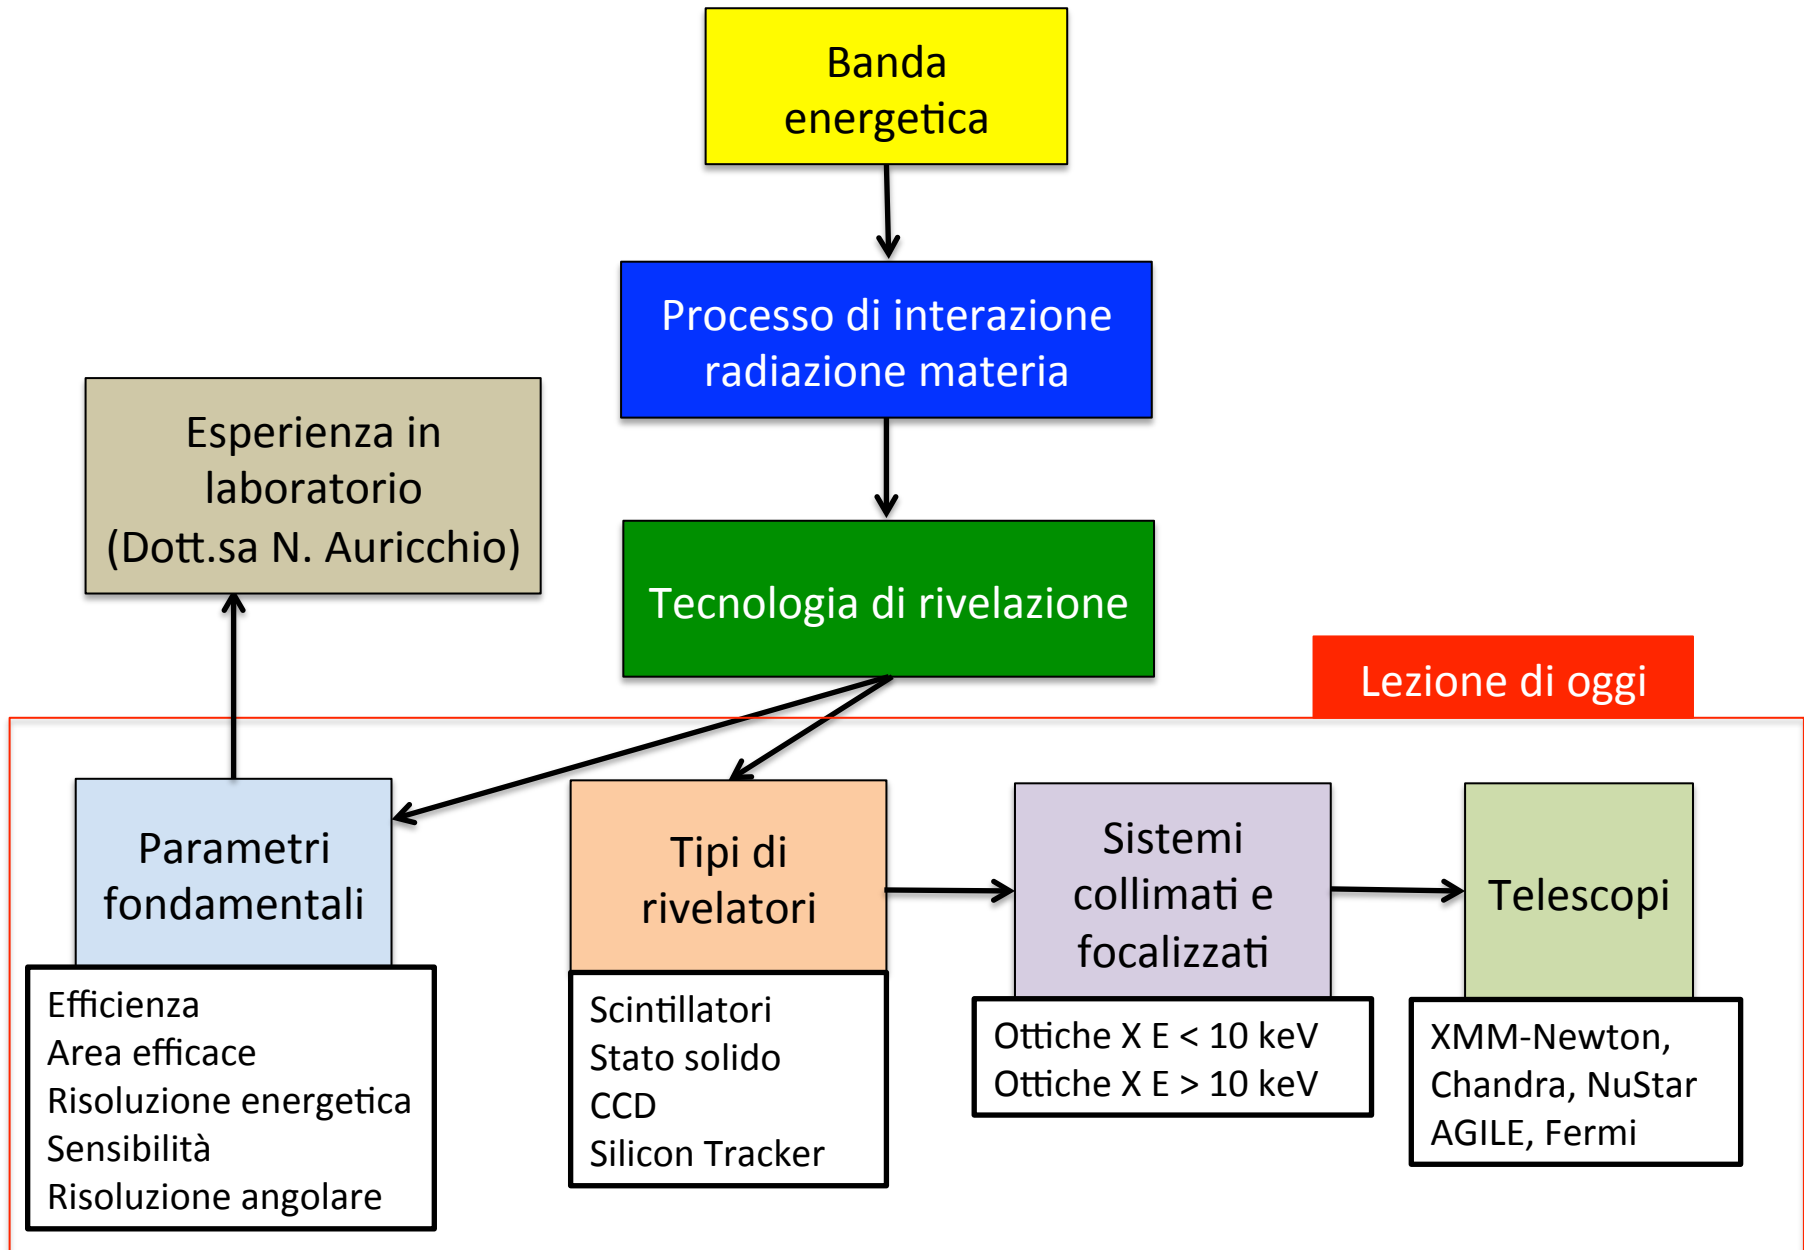 Banda
energetica
Processo di interazione
radiazione materia
Esperienza in
laboratorio
(Dott.sa N. Auricchio)
Tecnologia di rivelazione
Lezione di oggi
Parametri
fondamentali
Efficienza
Area efficace
Risoluzione energetica
Sensibilità
Risoluzione angolare
Tipi di
rivelatori
Scintillatori
Stato solido
CCD
Silicon Tracker
Sistemi
collimati e
focalizzati
Ottiche X E < 10 keV
Ottiche X E > 10 keV
Telescopi
XMM-Newton,
Chandra, NuStar
AGILE, Fermi